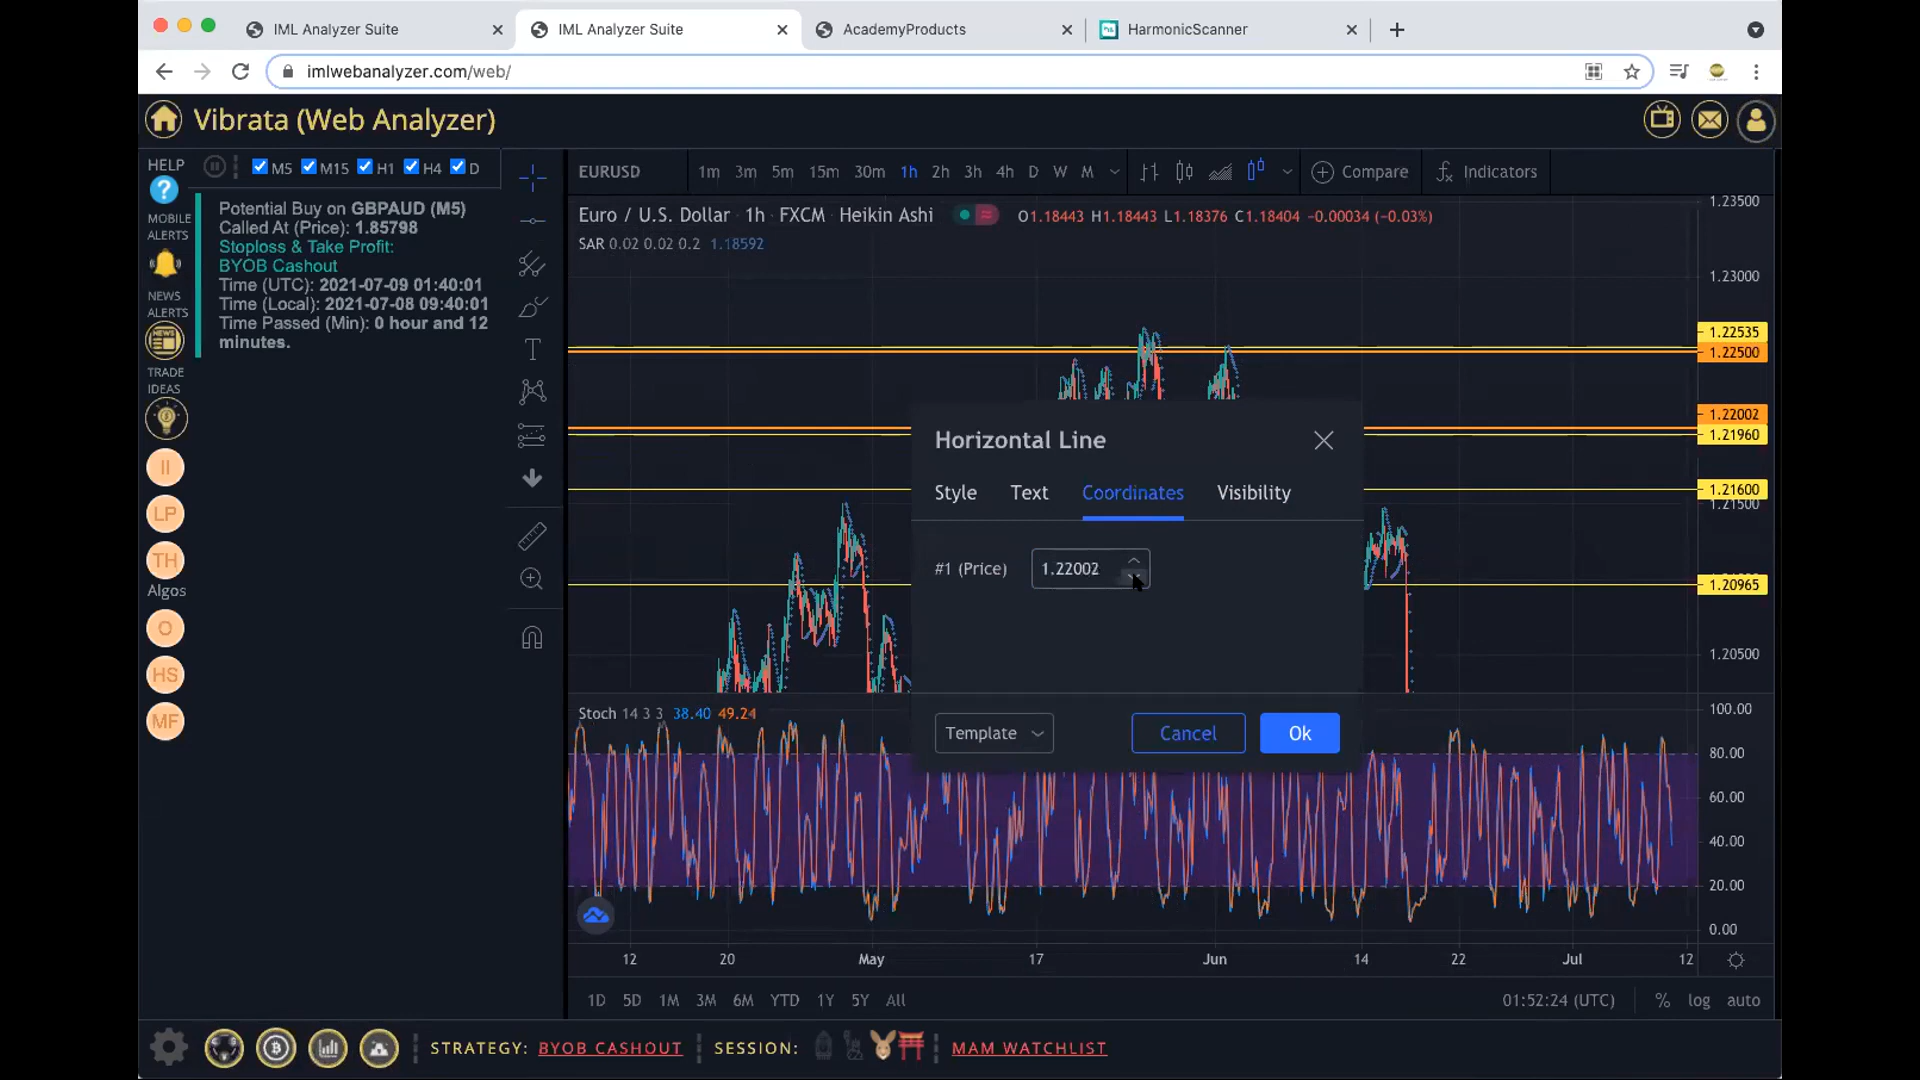 IML Analyzer Suite
IML Analyzer Suite
AcademyProducts
HarmonicScanner
imlwebanalyzer.com/web/
Vibrata (Web Analyzer)
HELP
M5 M15 H1 H4 D
MOBILE
ALERTS
NEWS
ALERTS
NEWS
TRADE
IDEAS
II
LP
TH
Algos
O
HS
MF
Potential Buy on GBPAUD (M5)
Called At (Price): 1.85798
Stoploss & Take Profit:
BYOB Cashout
Time (UTC): 2021-07-09 01:40:01
Time (Local): 2021-07-08 09:40:01
Time Passed (Min): 0 hour and 12
minutes.
EURUSD 1m 3m 5m 15m 30m 1h 2h 3h 4h D W M Compare Indicators
Euro / U.S. Dollar · 1h · FXCM · Heikin Ashi O1.18443 H1.18443 L1.18376 C1.18404 −0.00034 (−0.03%)
SAR 0.02 0.02 0.2 1.18592
1.23500
1.23000
1.22535
1.22500
1.22002
1.21960
1.21600
1.21500
1.20965
1.20500
Horizontal Line
Style Text Coordinates Visibility
#1 (Price) 1.22002
Template Cancel Ok
Stoch 14 3 3 38.40 49.24
100.00
80.00
60.00
40.00
20.00
0.00
12 20 May 17 Jun 14 22 Jul 12
1D 5D 1M 3M 6M YTD 1Y 5Y All 01:52:24 (UTC) % log auto
STRATEGY: BYOB CASHOUT SESSION: MAM WATCHLIST